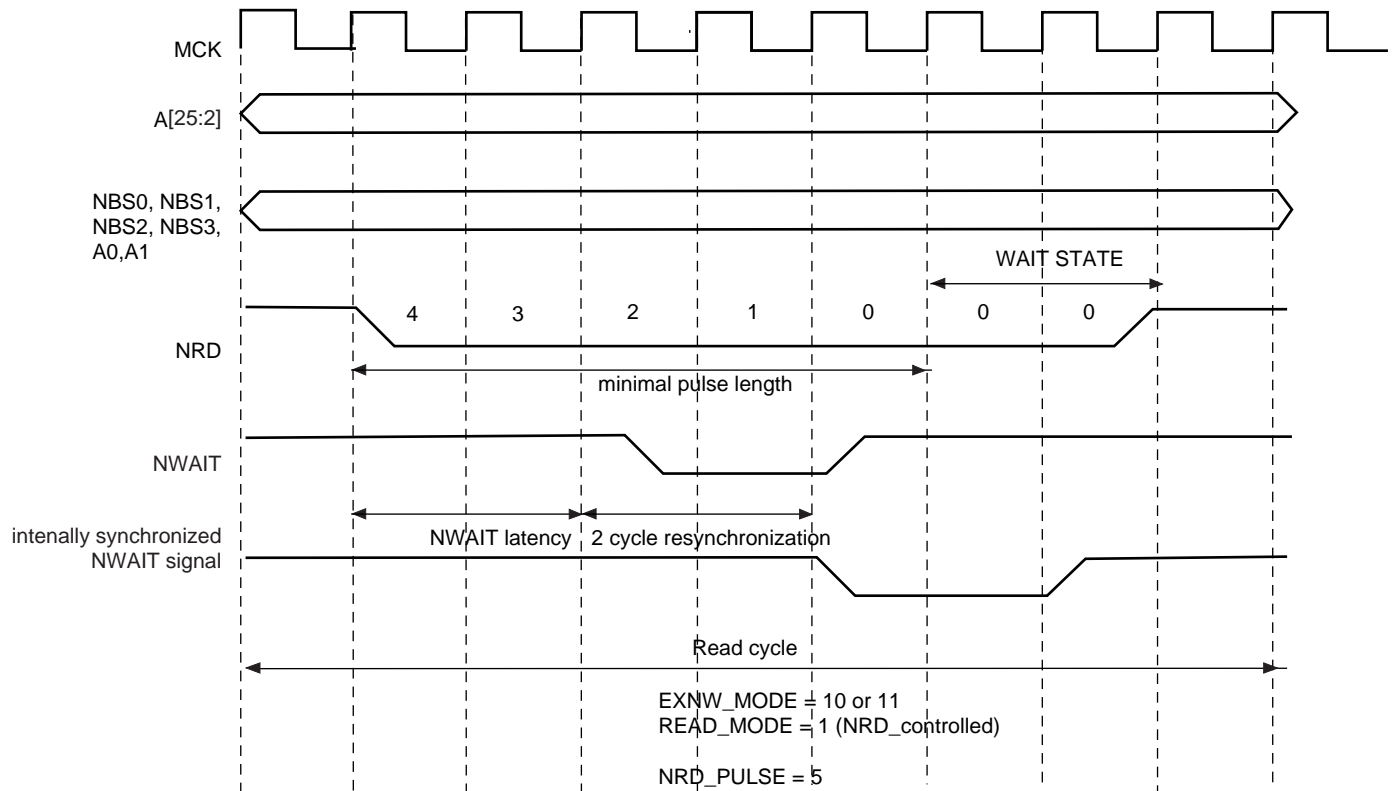 MCK
A[25:2]
NBS0, NBS1,
NBS2, NBS3,
A0,A1
WAIT STATE
4 3 2 1 0 0 0
NRD
minimal pulse length
NWAIT
NWAIT latency 2 cycle resynchronization
intenally synchronized
NWAIT signal
Read cycle
EXNW_MODE = 10 or 11
READ_MODE = 1 (NRD_controlled)
NRD_PULSE = 5